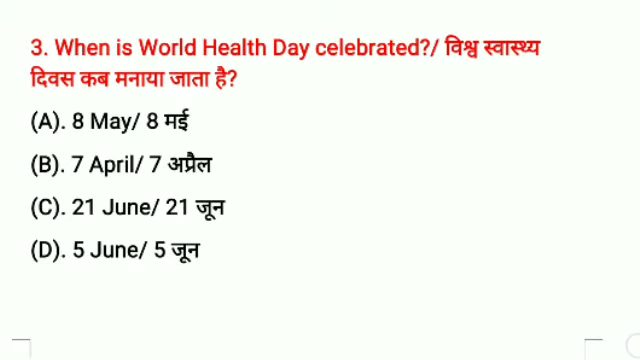 3. When is World Health Day celebrated?/ विश्व स्वास्थ्य
दिवस कब मनाया जाता है?
(A). 8 May/ 8 मई
(B). 7 April/ 7 अप्रैल
(C). 21 June/ 21 जून
(D). 5 June/ 5 जून